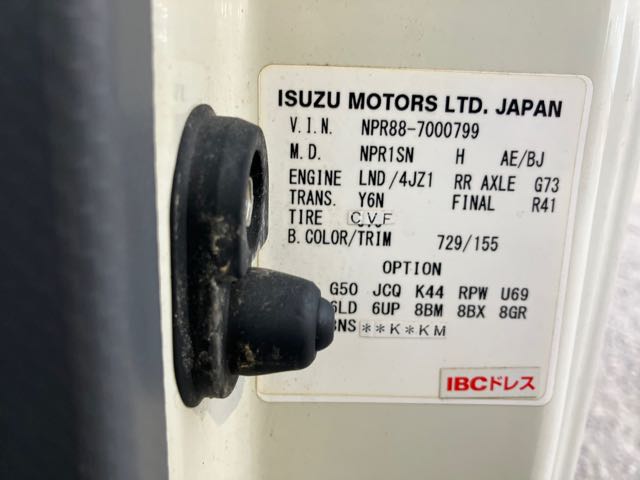 ISUZU MOTORS LTD. JAPAN
V.I.N. NPR88-7000799
M.D. NPR1SN H AE/BJ
ENGINE LND/4JZ1 RR AXLE G73
TRANS. Y6N FINAL R41
TIRE CVF
B.COLOR/TRIM 729/155
OPTION
G50 JCQ K44 RPW U69
6LD 6UP 8BM 8BX 8GR
**K*KM
IBCドレス